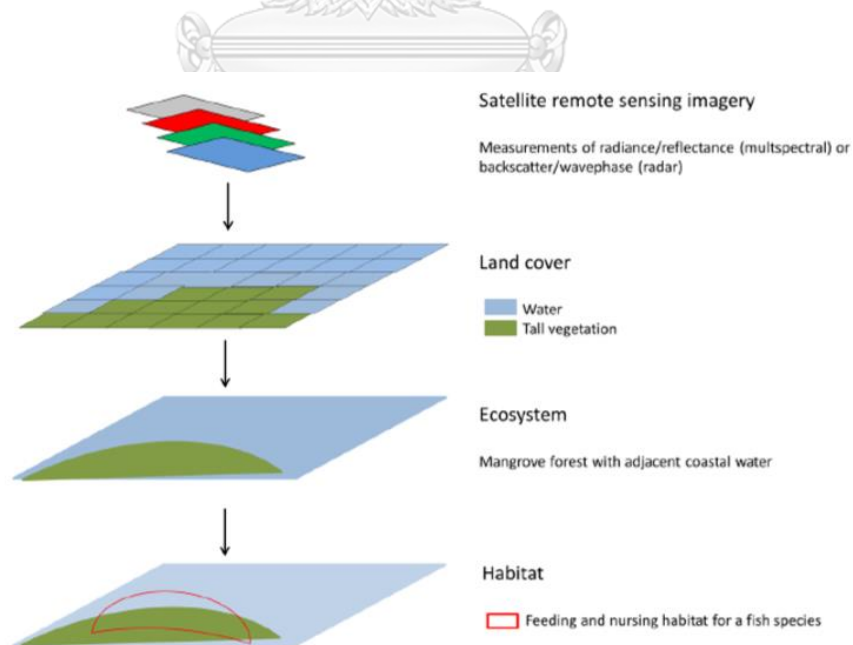 Satellite remote sensing imagery
Measurements of radiance/reflectance (multspectral) or
backscatter/wavephase (radar)
Land cover
Water
Tall vegetation
Ecosystem
Mangrove forest with adjacent coastal water
Habitat
Feeding and nursing habitat for a fish species